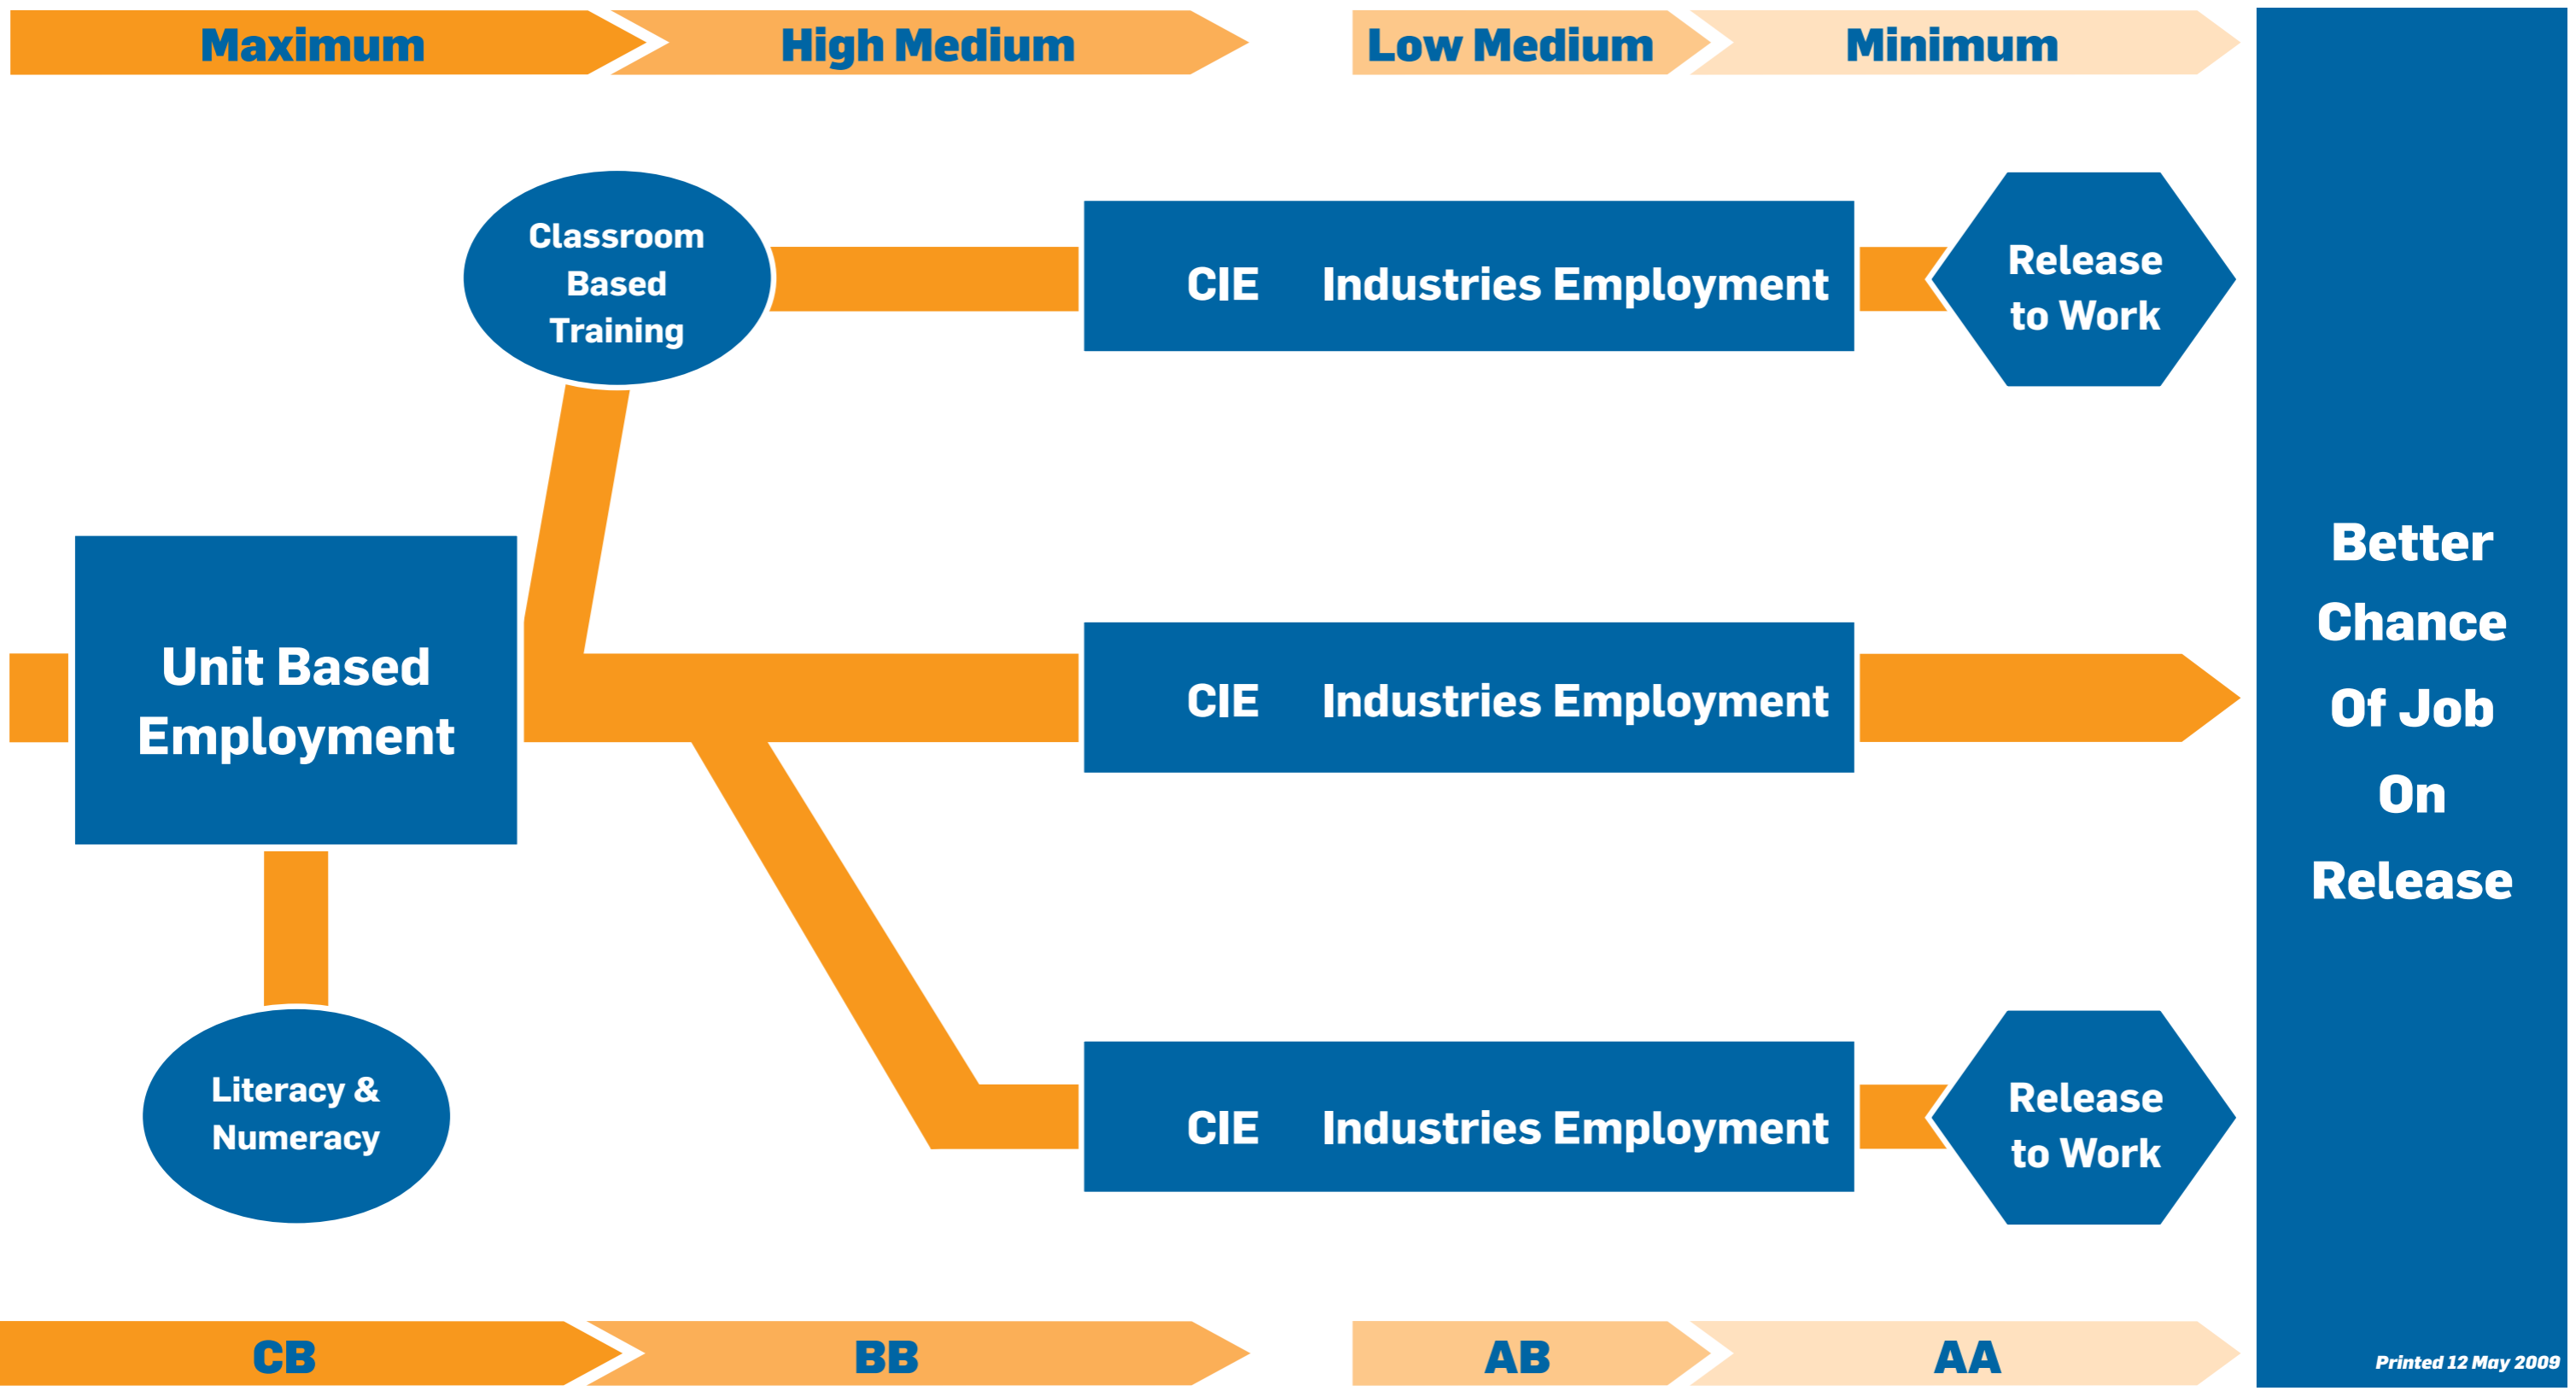 Maximum
High Medium
Low Medium
Minimum
Classroom
Based
Training
CIE Industries Employment
Release
to Work
Unit Based
Employment
CIE Industries Employment
Literacy &
Numeracy
CIE Industries Employment
Release
to Work
Better
Chance
Of Job
On
Release
CB
BB
AB
AA
Printed 12 May 2009